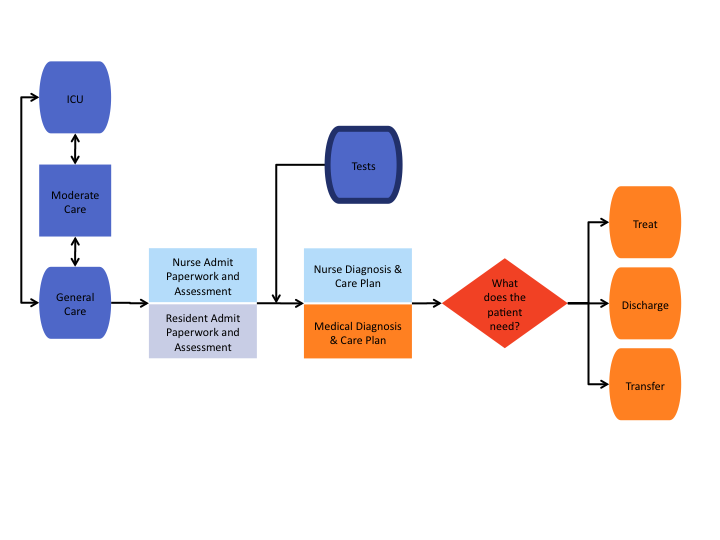 ICU
Moderate
Care
General
Care
Nurse Admit
Paperwork and
Assessment
Resident Admit
Paperwork and
Assessment
Tests
Nurse Diagnosis &
Care Plan
Medical Diagnosis
& Care Plan
What
does the
patient
need?
Treat
Discharge
Transfer